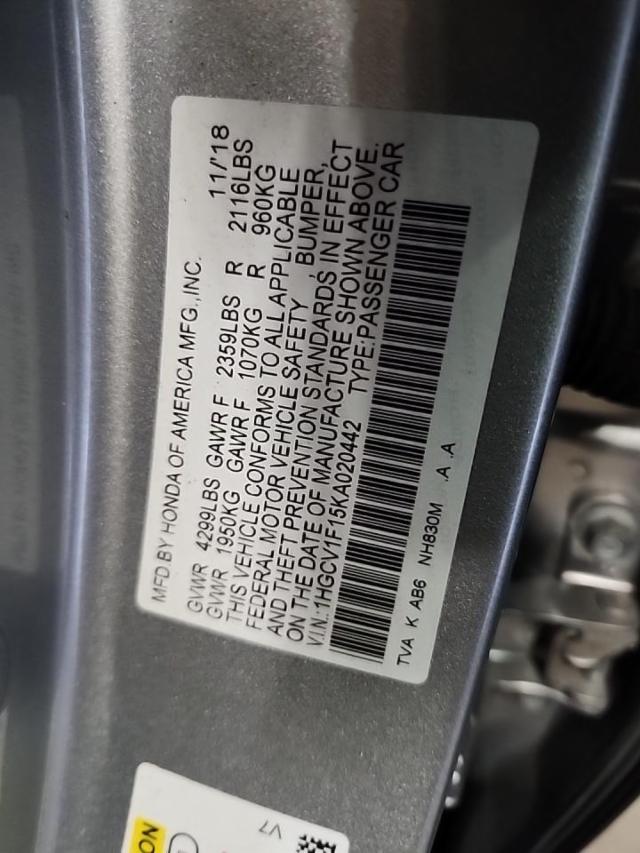 MFD.BY HONDA OF AMERICA MFG.,INC. 11/'18
GVWR 4299LBS GAWR F 2359LBS R 2116LBS
GVWR 1950KG GAWR F 1070KG R 960KG
THIS VEHICLE CONFORMS TO ALL APPLICABLE
FEDERAL MOTOR VEHICLE SAFETY , BUMPER,
AND THEFT PREVENTION STANDARDS IN EFFECT
ON THE DATE OF MANUFACTURE SHOWN ABOVE.
V.I.N.:1HGCV1F15KA020442 TYPE:PASSENGER CAR
TVA K AB6 NH830M .A .A
V7